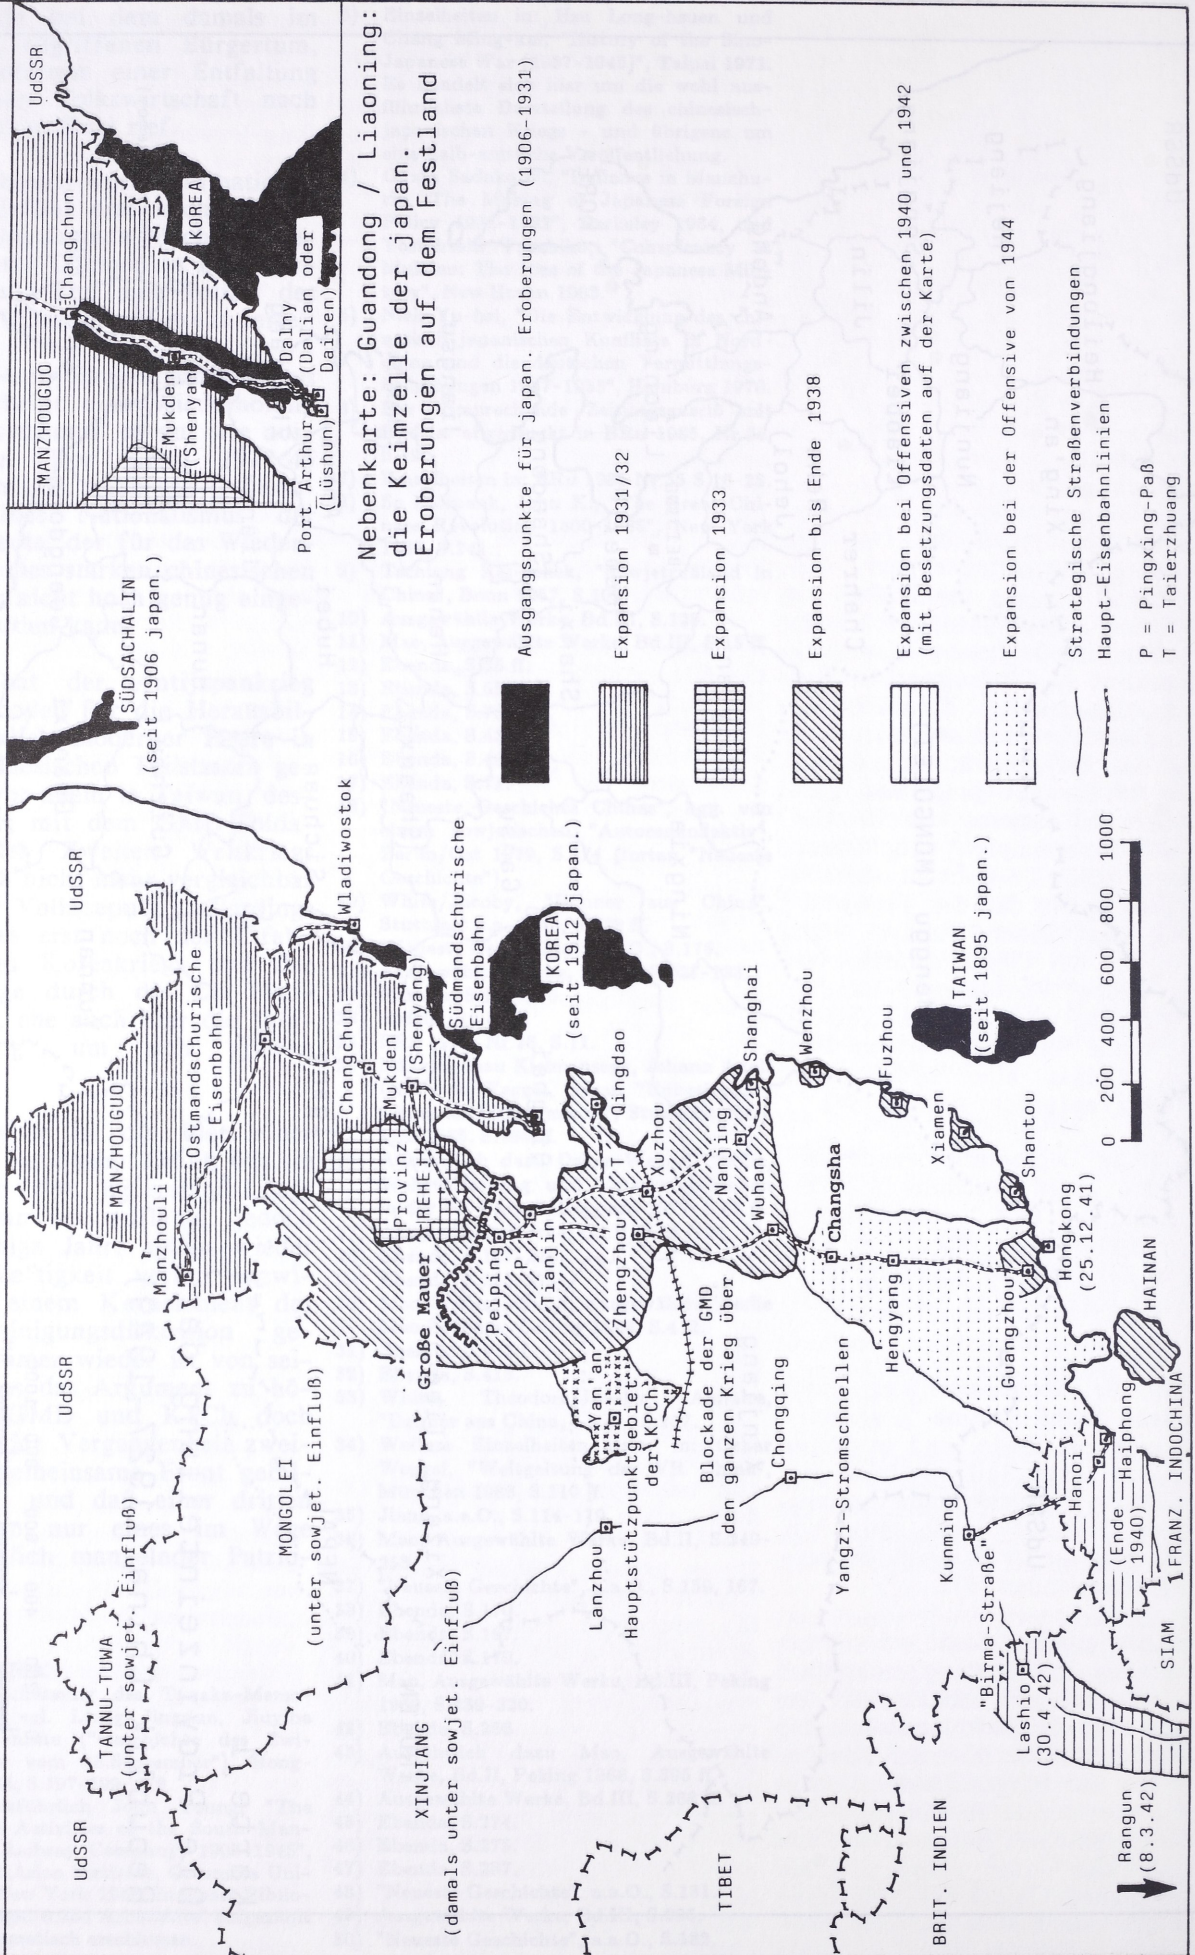 UdSSR
MANZHOUGUO
Changchun
KOREA
Mukden
(Shenyang)
Port Arthur
(Lüshun)
Dalny
(Dalian oder
Dairen)
Nebenkarte: Guandong / Liaoning:
die Keimzelle der japan.
Eroberungen auf dem Festland
Ausgangspunkte für japan. Eroberungen (1906-1931)
Expansion 1931/32
Expansion 1933
Expansion bis Ende 1938
Expansion bei Offensiven zwischen 1940 und 1942
(mit Besetzungsdaten auf der Karte)
Expansion bei der Offensive von 1944
Strategische Straßenverbindungen
Haupt-Eisenbahnlinien
P = Pingxing-Paß
T = Taierzhuang
SÜDSACHALIN
(seit 1906 japan.)
UdSSR
Wladiwostok
MANZHOUGUO
Ostmandschurische
Eisenbahn
Manzhouli
Changchun
Mukden
(Shenyang)
Südmandschurische
Eisenbahn
KOREA
(seit 1912 japan.)
Provinz
REHE
Große Mauer
Peiping
P
Tianjin
Qingdao
T
Xuzhou
Zhengzhou
Nanjing
Shanghai
Wuhan
Wenzhou
Changsha
Fuzhou
TAIWAN
(seit 1895 japan.)
Xiamen
Shantou
Hengyang
Guangzhou
Hongkong
(25.12.41)
HAINAN
0 200 400 600 800 1000
UdSSR
MONGOLEI
(unter sowjet. Einfluß)
TANNU-TUWA
(unter sowjet. Einfluß)
UdSSR
XINJIANG
(damals unter sowjet. Einfluß)
Yan'an
Hauptstützpunktgebiet
der KPCh
Lanzhou
Blockade der GMD
den ganzen Krieg über
Chongqing
Yangzi-Stromschnellen
Kunming
"Birma-Straße"
Hanoi
Haiphong
(Ende
1940)
FRANZ. INDOCHINA
SIAM
Lashio
(30.4.42)
TIBET
BRIT. INDIEN
Rangun
(8.3.42)